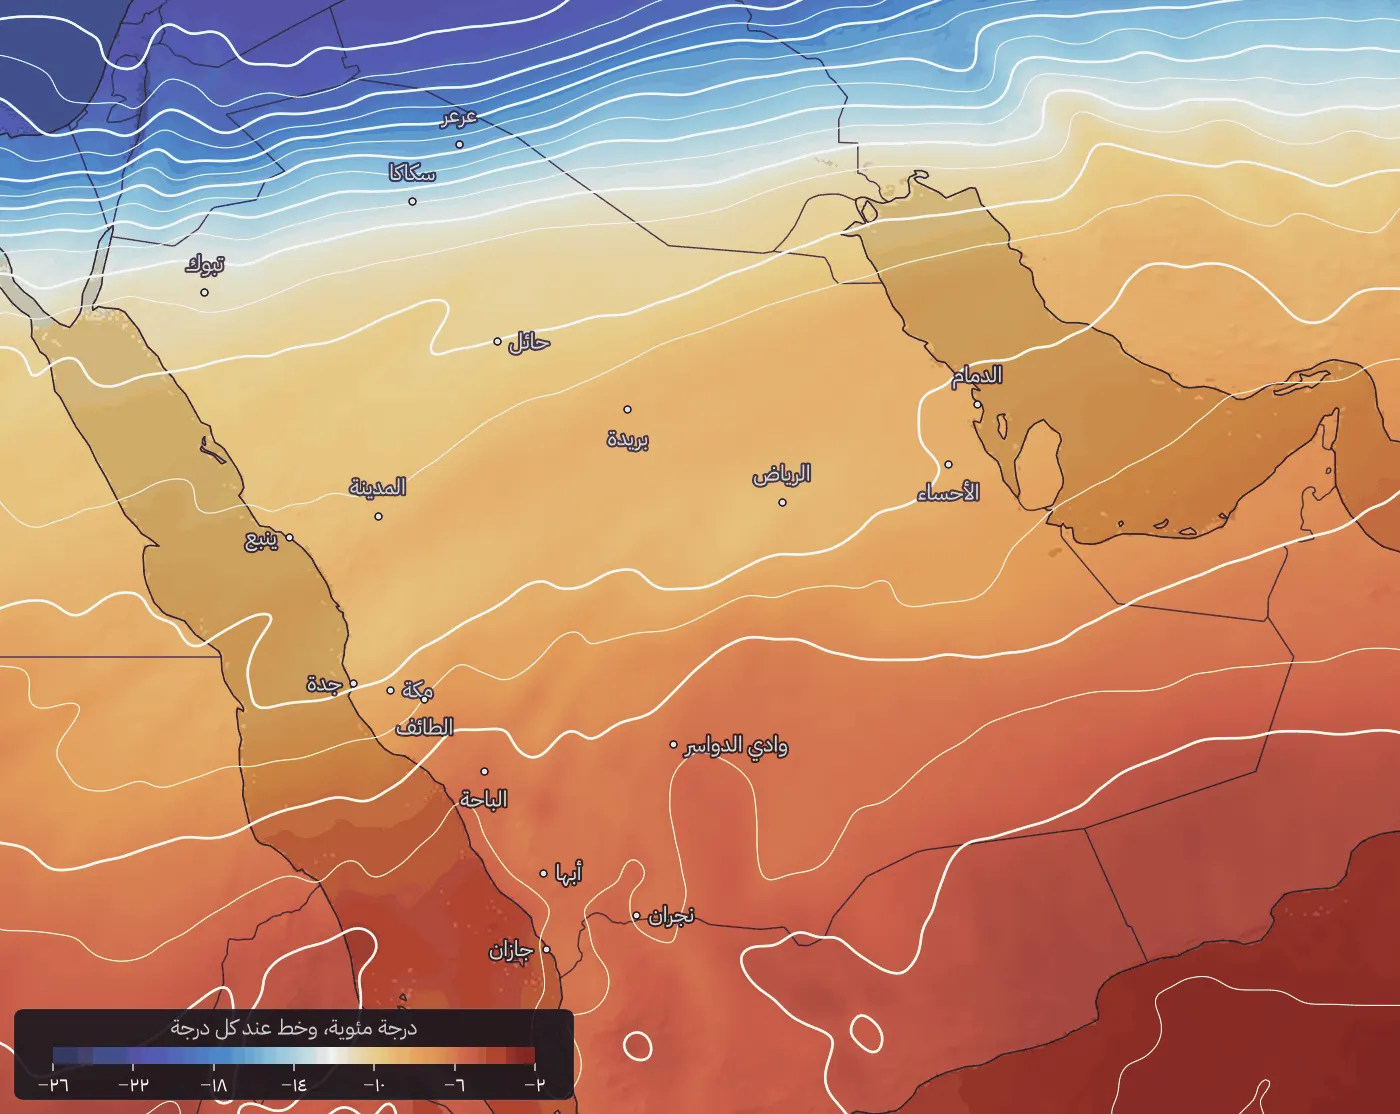 عرعر
سكاكا
تبوك
حائل
الدمام
بريدة
الرياض
الأحساء
المدينة
ينبع
جدة
مكة
الطائف
وادي الدواسر
الباحة
أبها
نجران
جازان
درجة مئوية، وخط عند كل درجة
−٢٦ −٢٢ −١٨ −١٤ −١٠ −٦ −٢